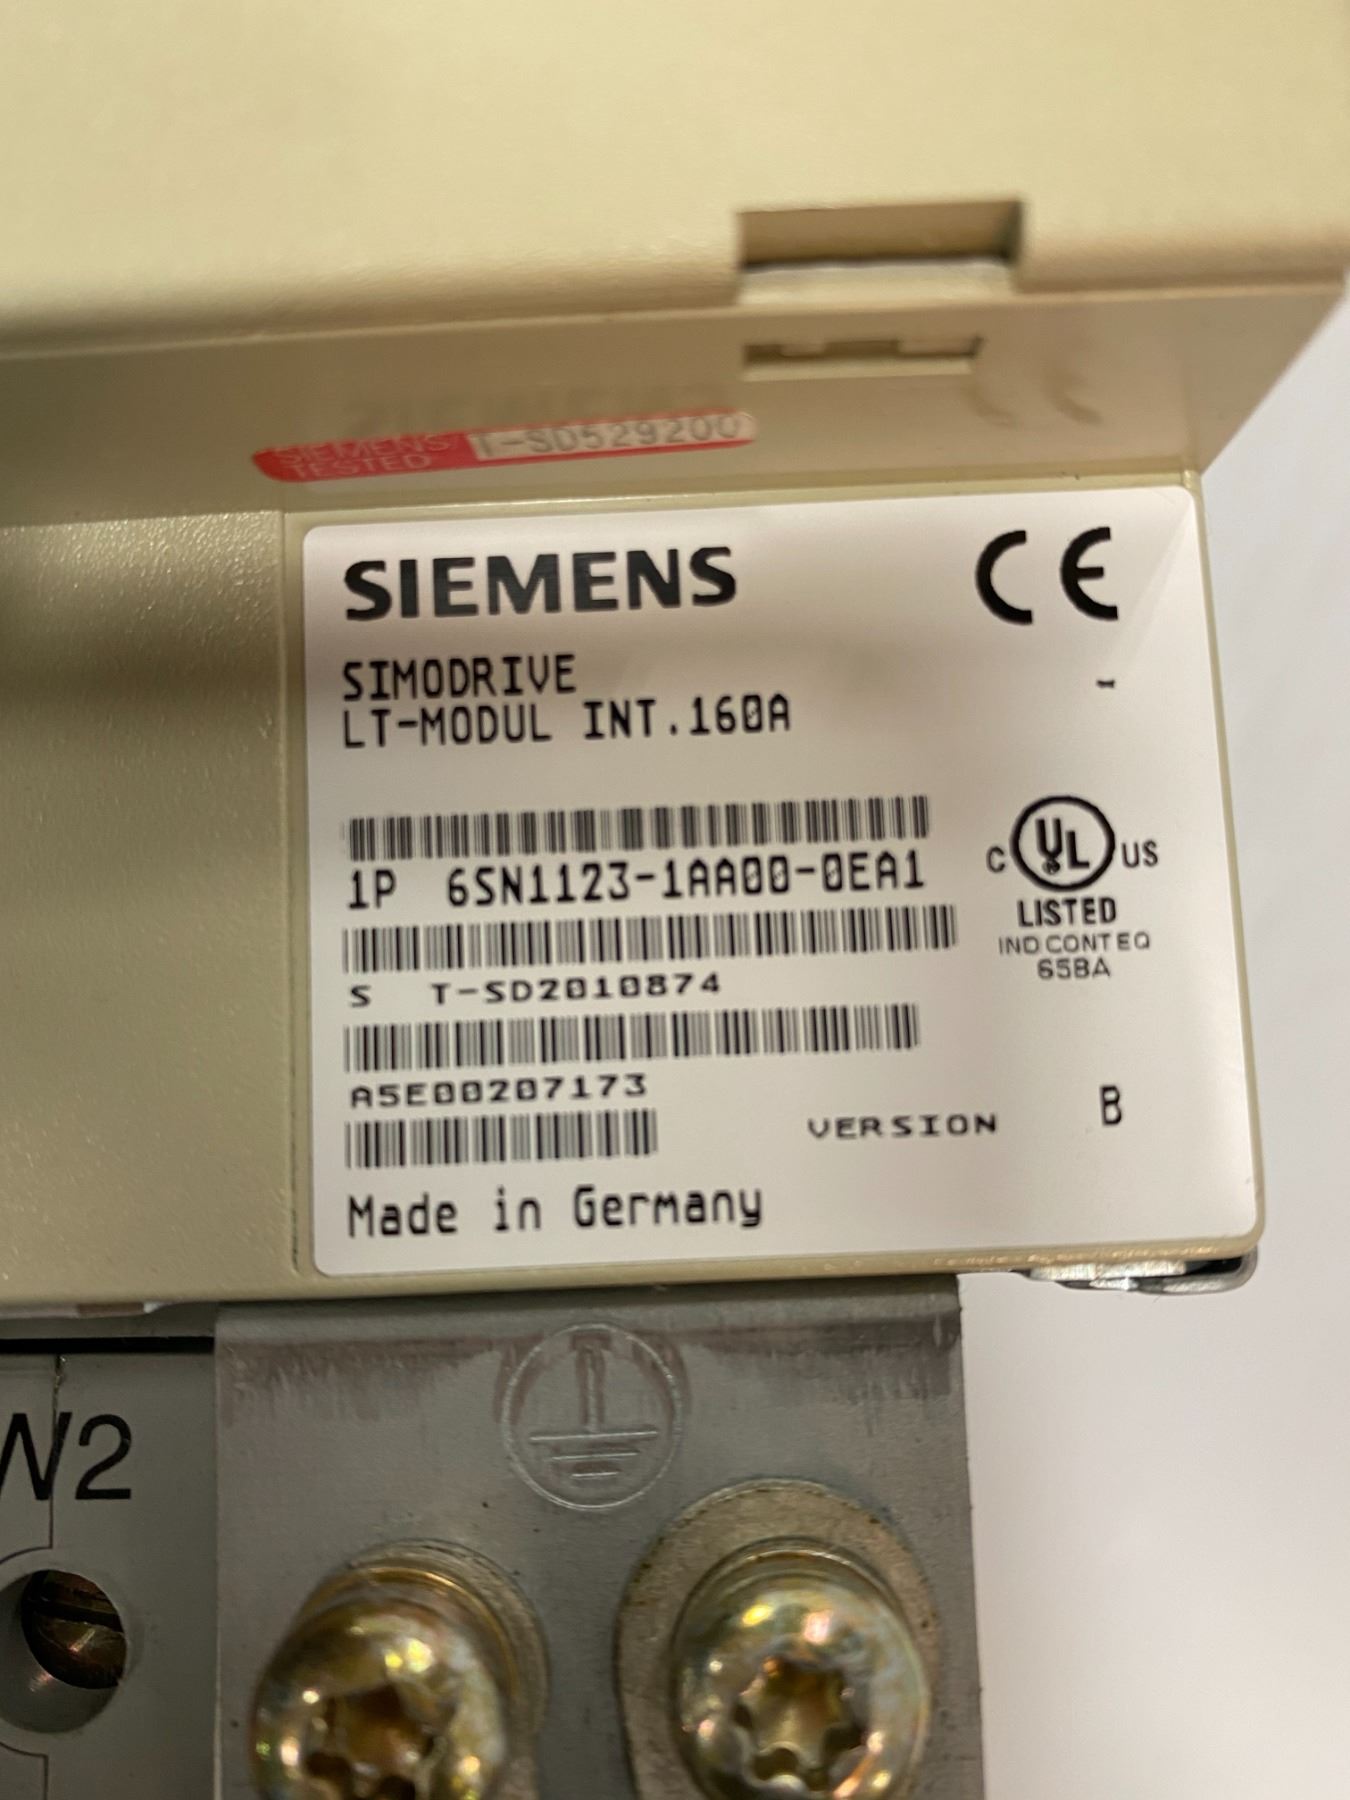 SIEMENS T-SD529200
TESTED
SIEMENS CE
SIMODRIVE -
LT-MODUL INT.160A
1P 6SN1123-1AA00-0EA1
C UL US
LISTED
IND CONT EQ
65BA
S T-SD2010874
A5E00207173
VERSION B
Made in Germany
W2